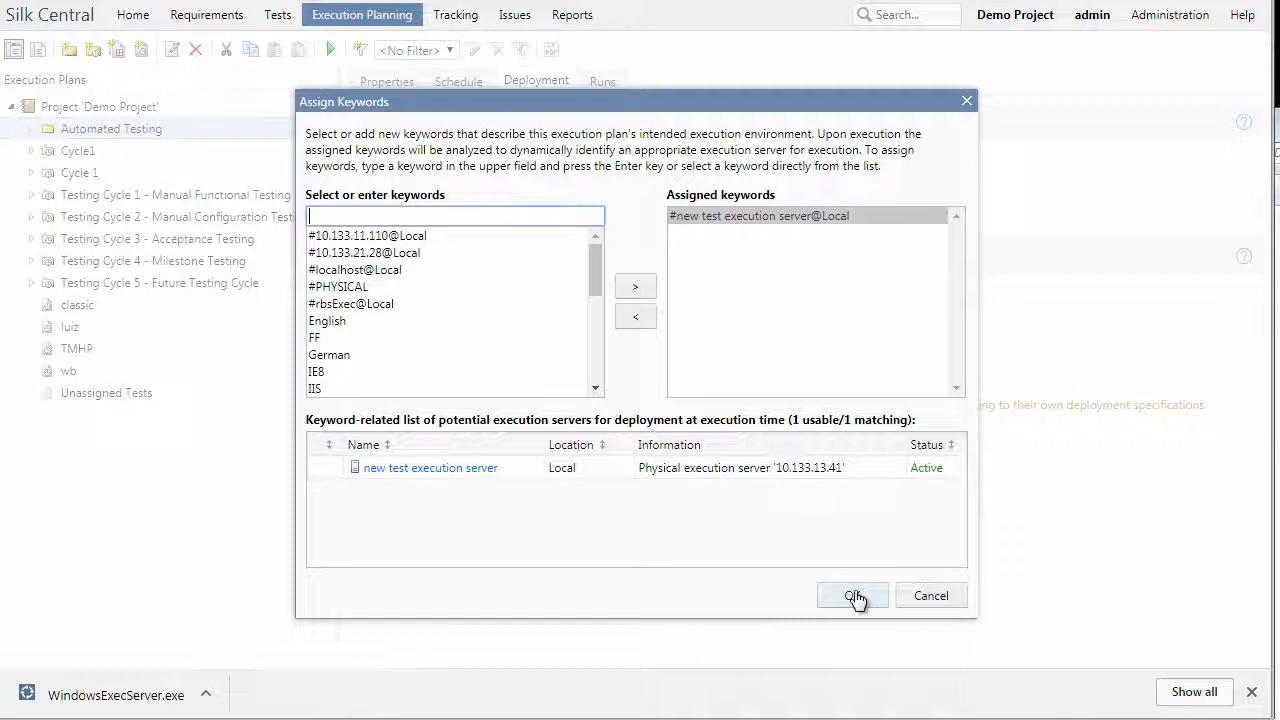 Silk Central Home Requirements Tests Execution Planning Tracking Issues Reports Search... Demo Project admin Administration Help
<No Filter>
Execution Plans
Properties Schedule Deployment Runs
Project 'Demo Project'
Automated Testing
Cycle1
Cycle 1
Testing Cycle 1 - Manual Functional Testing
Testing Cycle 2 - Manual Configuration
Testing Cycle 3 - Acceptance Testing
Testing Cycle 4 - Milestone Testing
Testing Cycle 5 - Future Testing Cycle
classic
luiz
TMHP
wb
Unassigned Tests
Assign Keywords
Select or add new keywords that describe this execution plan's intended execution environment. Upon execution the
assigned keywords will be analyzed to dynamically identify an appropriate execution server for execution. To assign
keywords, type a keyword in the upper field and press the Enter key or select a keyword directly from the list.
Select or enter keywords
#10.133.11.110@Local
#10.133.21.28@Local
#localhost@Local
#PHYSICAL
#rbsExec@Local
English
FF
German
IE8
IIS
>
<
Assigned keywords
#new test execution server@Local
Keyword-related list of potential execution servers for deployment at execution time (1 usable/1 matching):
Name Location Information Status
new test execution server Local Physical execution server '10.133.13.41' Active
to their own deployment specifications.
Cancel
WindowsExecServer.exe
Show all